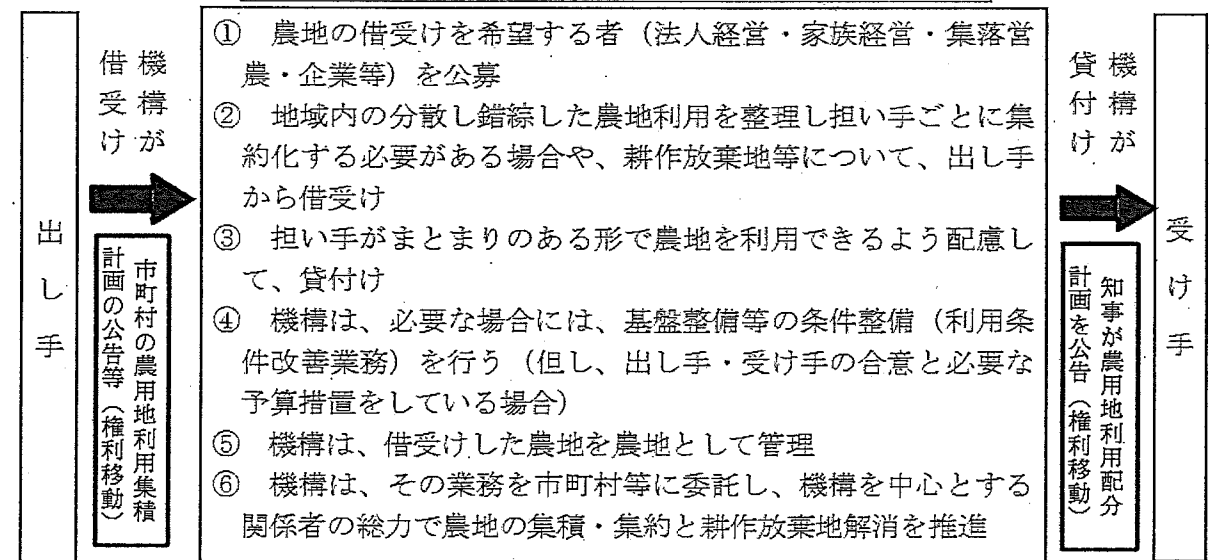 出し手
機構が
借受け
市町村の農用地利用集積
計画の公告等（権利移動）
① 農地の借受けを希望する者（法人経営・家族経営・集落営
農・企業等）を公募
② 地域内の分散し錯綜した農地利用を整理し担い手ごとに集
約化する必要がある場合や、耕作放棄地等について、出し手
から借受け
③ 担い手がまとまりのある形で農地を利用できるよう配慮し
て、貸付け
④ 機構は、必要な場合には、基盤整備等の条件整備（利用条
件改善業務）を行う（但し、出し手・受け手の合意と必要な
予算措置をしている場合）
⑤ 機構は、借受けした農地を農地として管理
⑥ 機構は、その業務を市町村等に委託し、機構を中心とする
関係者の総力で農地の集積・集約と耕作放棄地解消を推進
機構が
貸付け
知事が農用地利用配分
計画を公告（権利移動）
受け手